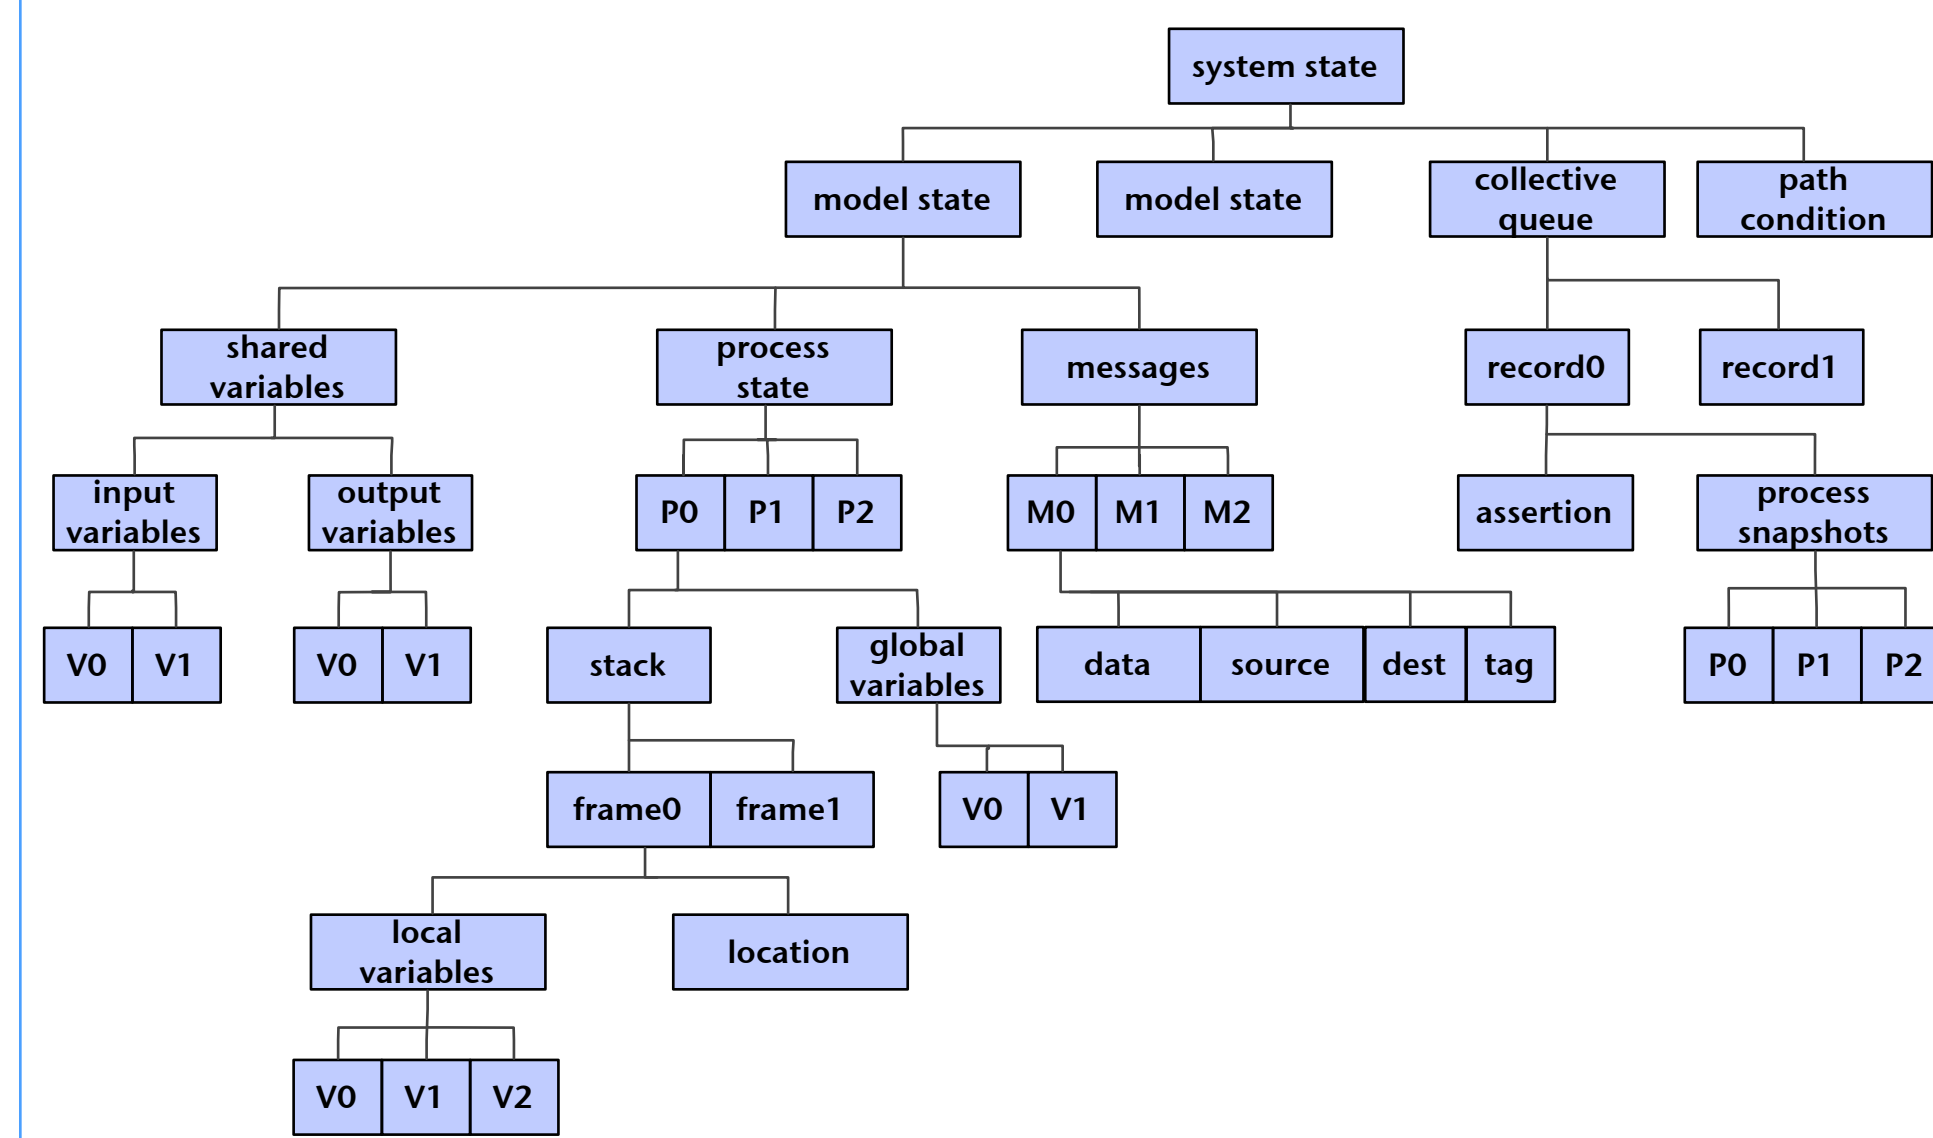 system state
model state
model state
collective
queue
path
condition
shared
variables
process
state
messages
record0
record1
input
variables
output
variables
P0 P1 P2
M0 M1 M2
assertion
process
snapshots
V0 V1
V0 V1
stack
global
variables
data source dest tag
P0 P1 P2
frame0 frame1
V0 V1
local
variables
location
V0 V1 V2